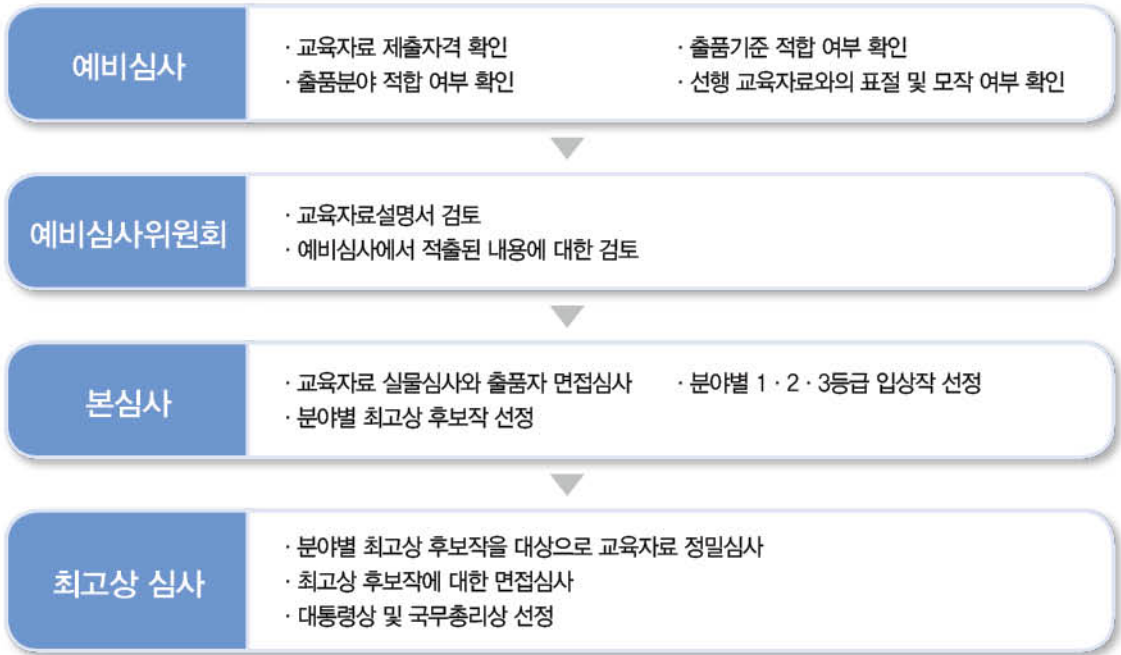 예비심사
· 교육자료 제출자격 확인
· 출품기준 적합 여부 확인
· 출품분야 적합 여부 확인
· 선행 교육자료와의 표절 및 모작 여부 확인
예비심사위원회
· 교육자료설명서 검토
· 예비심사에서 적출된 내용에 대한 검토
본심사
· 교육자료 실물심사와 출품자 면접심사
· 분야별 1 · 2 · 3등급 입상작 선정
· 분야별 최고상 후보작 선정
최고상 심사
· 분야별 최고상 후보작을 대상으로 교육자료 정밀심사
· 최고상 후보작에 대한 면접심사
· 대통령상 및 국무총리상 선정